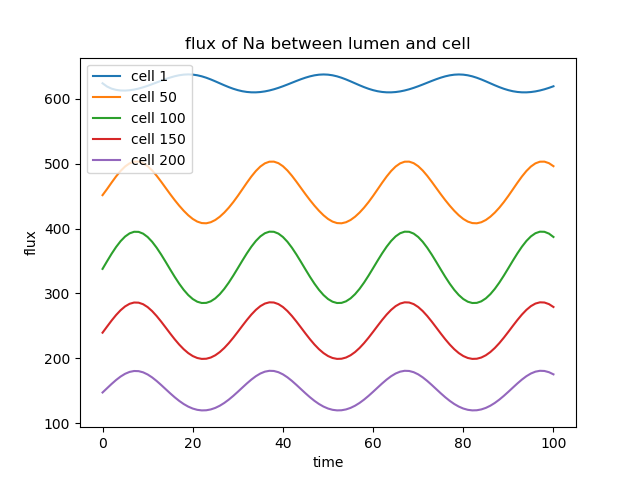 flux of Na between lumen and cell
cell 1
cell 50
cell 100
cell 150
cell 200
600
500
400
300
200
100
flux
0
20
40
60
80
100
time